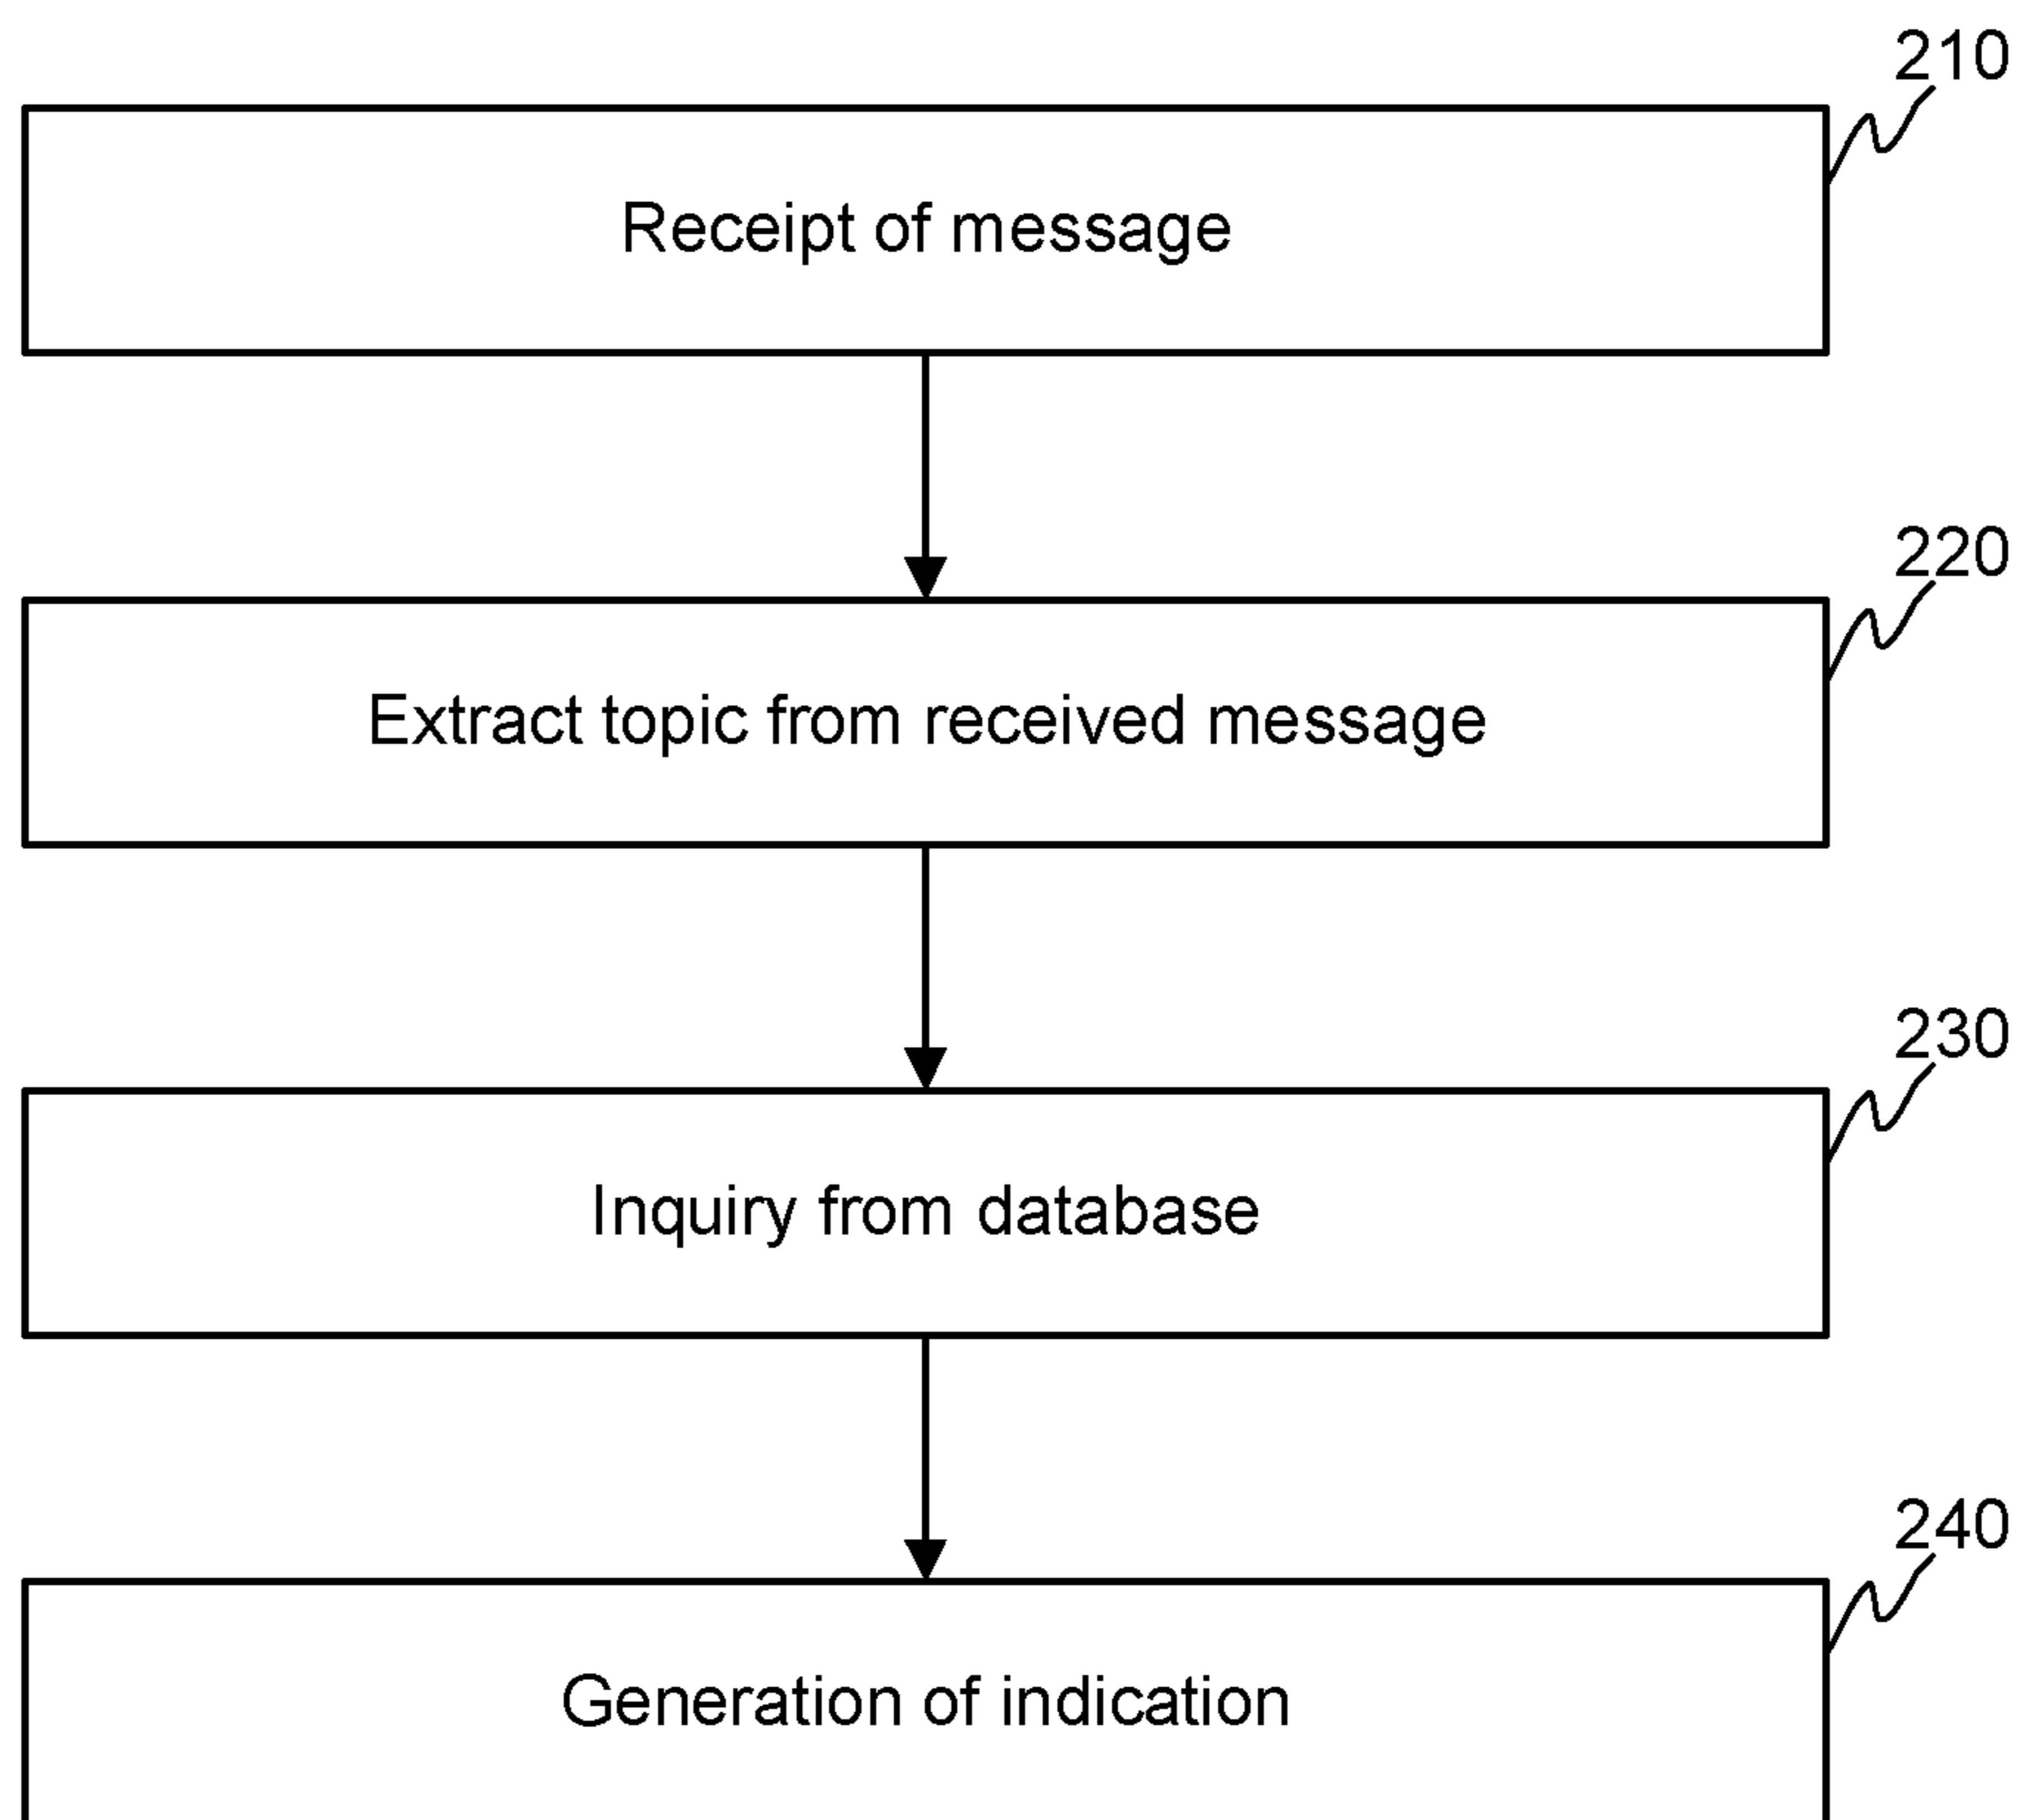 210
Receipt of message
220
Extract topic from received message
230
Inquiry from database
240
Generation of indication